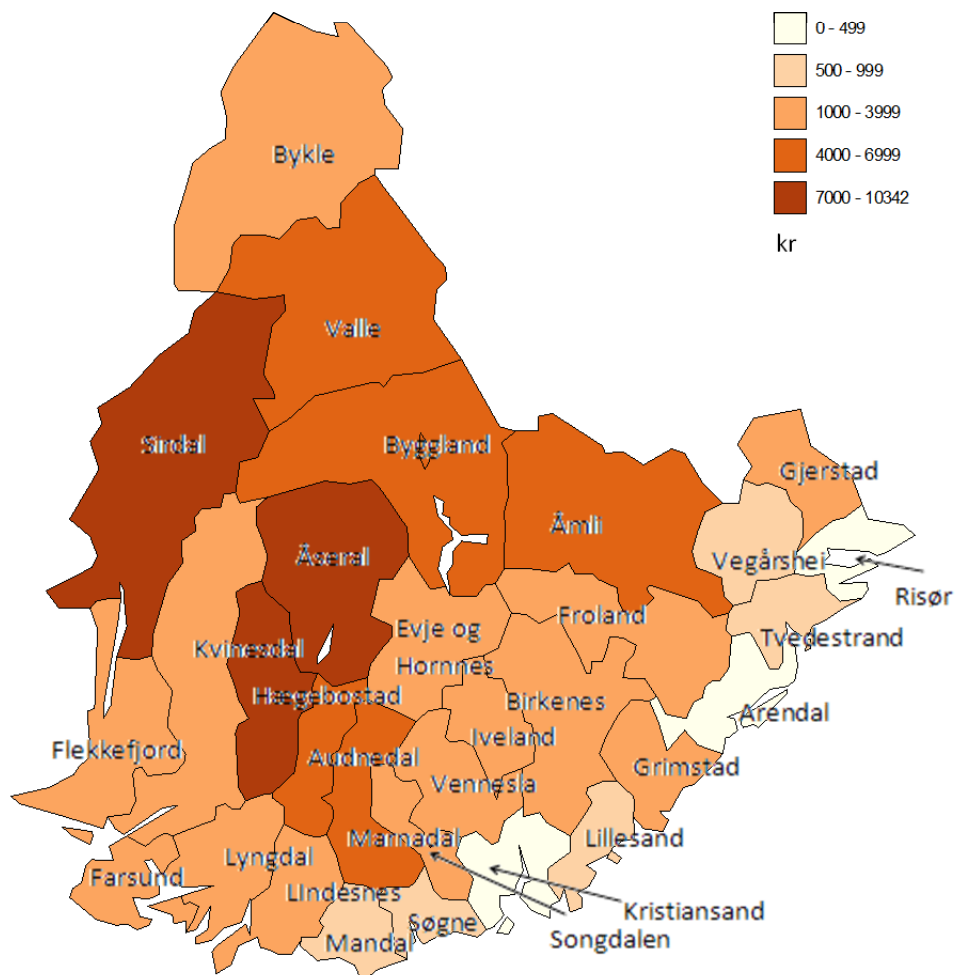 0 - 499
500 - 999
1000 - 3999
4000 - 6999
7000 - 10342
kr
Bykle
Valle
Sirdal
Byggland
Gjerstad
Åmli
Åseral
Vegårshei
Risør
Froland
Evje og
Hornnes
Tvedestrand
Kvinesdal
Hægebostad
Birkenes
Arendal
Iveland
Flekkefjord
Audnedal
Grimstad
Vennesla
Marnadal
Lillesand
Lyngdal
Farsund
Lindesnes
Kristiansand
Søgne
Songdalen
Mandal